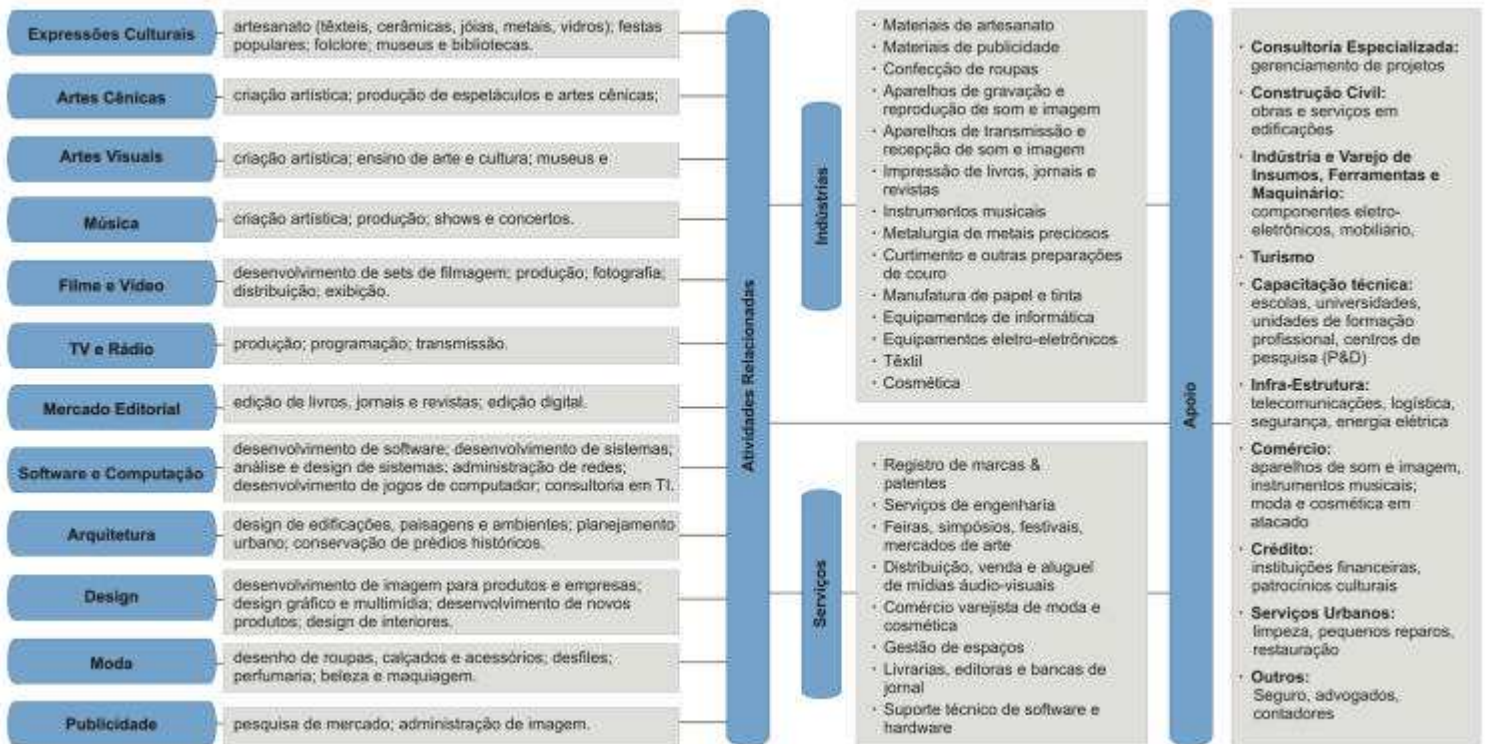 Expressões Culturais
artesanato (têxteis, cerâmicas, jóias, metais, vidros); festas
populares; folclore; museus e bibliotecas.
Artes Cênicas
criação artística; produção de espetáculos e artes cênicas;
Artes Visuais
criação artística; ensino de arte e cultura; museus e
Música
criação artística; produção; shows e concertos.
Filme e Vídeo
desenvolvimento de sets de filmagem; produção; fotografia;
distribuição; exibição.
TV e Rádio
produção; programação; transmissão.
Mercado Editorial
edição de livros, jornais e revistas; edição digital.
Software e Computação
desenvolvimento de software; desenvolvimento de sistemas;
análise e design de sistemas; administração de redes;
desenvolvimento de jogos de computador; consultoria em TI.
Arquitetura
design de edificações, paisagens e ambientes; planejamento
urbano; conservação de prédios históricos.
Design
desenvolvimento de imagem para produtos e empresas;
design gráfico e multimídia; desenvolvimento de novos
produtos; design de interiores.
Moda
desenho de roupas, calçados e acessórios; desfiles;
perfumaria; beleza e maquiagem.
Publicidade
pesquisa de mercado; administração de imagem.
Atividades Relacionadas
Indústrias
· Materiais de artesanato
· Materiais de publicidade
· Confecção de roupas
· Aparelhos de gravação e
reprodução de som e imagem
· Aparelhos de transmissão e
recepção de som e imagem
· Impressão de livros, jornais e
revistas
· Instrumentos musicais
· Metalurgia de metais preciosos
· Curtimento e outras preparações
de couro
· Manufatura de papel e tinta
· Equipamentos de informática
· Equipamentos eletro-eletrônicos
· Têxtil
· Cosmética
Serviços
· Registro de marcas &
patentes
· Serviços de engenharia
· Feiras, simpósios, festivais,
mercados de arte
· Distribuição, venda e aluguel
de mídias áudio-visuais
· Comércio varejista de moda e
cosmética
· Gestão de espaços
· Livrarias, editoras e bancas de
jornal
· Suporte técnico de software e
hardware
Apoio
· Consultoria Especializada:
gerenciamento de projetos
· Construção Civil:
obras e serviços em
edificações
· Indústria e Varejo de
Insumos, Ferramentas e
Maquinário:
componentes eletro-
eletrônicos, mobiliário,
· Turismo
· Capacitação técnica:
escolas, universidades,
unidades de formação
profissional, centros de
pesquisa (P&D)
· Infra-Estrutura:
telecomunicações, logística,
segurança, energia elétrica
· Comércio:
aparelhos de som e imagem,
instrumentos musicais;
moda e cosmética em
atacado
· Crédito:
instituições financeiras,
patrocínios culturais
· Serviços Urbanos:
limpeza, pequenos reparos,
restauração
· Outros:
Seguro, advogados,
contadores